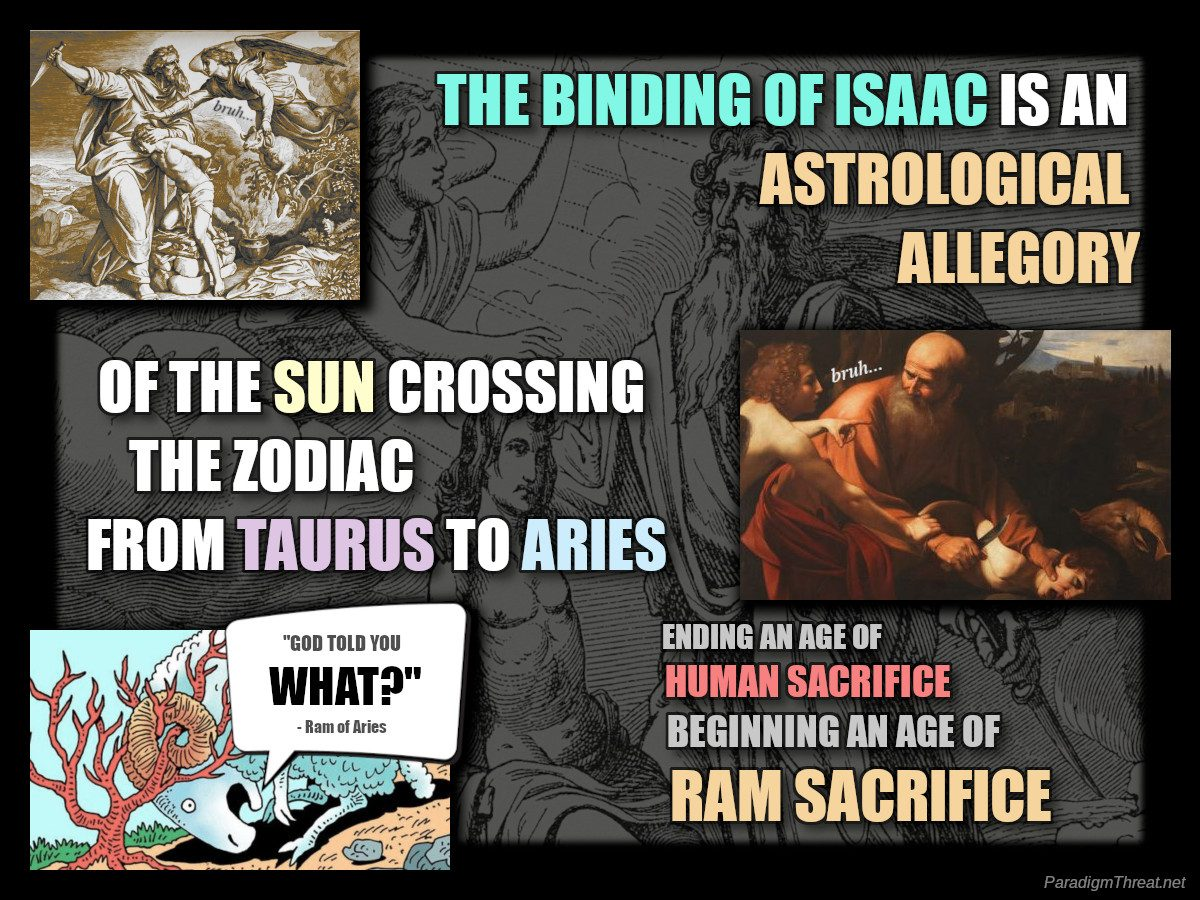 bruh...
THE BINDING OF ISAAC IS AN
ASTROLOGICAL
ALLEGORY
bruh...
OF THE SUN CROSSING
THE ZODIAC
FROM TAURUS TO ARIES
"GOD TOLD YOU
WHAT?"
- Ram of Aries
ENDING AN AGE OF
HUMAN SACRIFICE
BEGINNING AN AGE OF
RAM SACRIFICE
ParadigmThreat.net